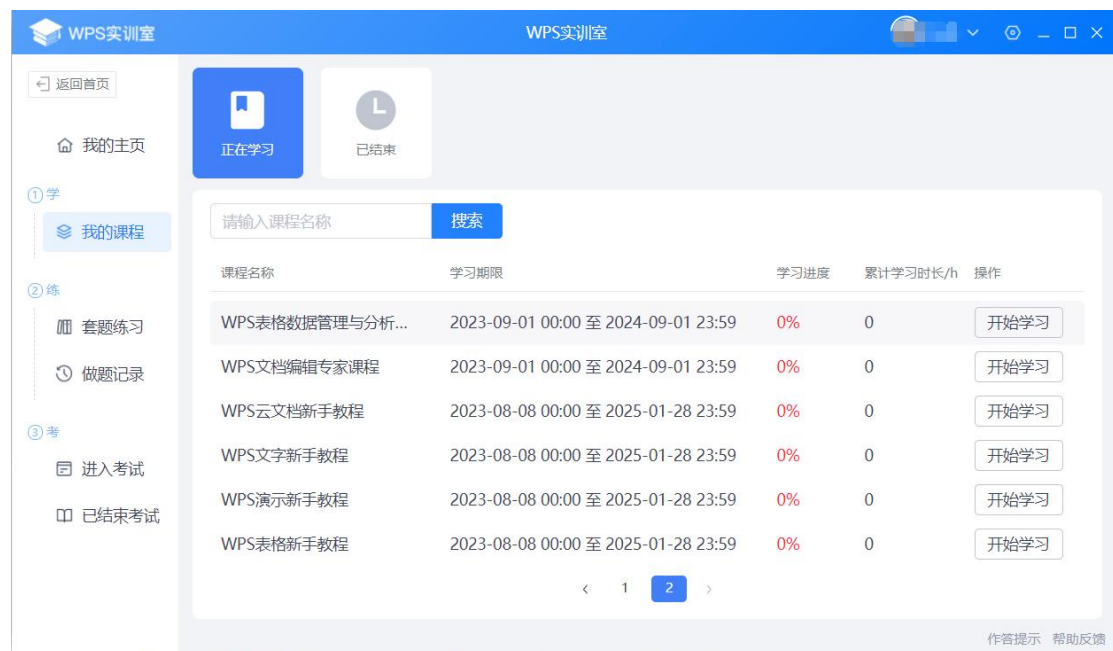 WPS实训室 WPS实训室
返回首页
我的主页
①学
我的课程
②练
套题练习
做题记录
③考
进入考试
已结束考试
正在学习 已结束
请输入课程名称 搜索
课程名称 学习期限 学习进度 累计学习时长/h 操作
WPS表格数据管理与分析... 2023-09-01 00:00 至 2024-09-01 23:59 0% 0 开始学习
WPS文档编辑专家课程 2023-09-01 00:00 至 2024-09-01 23:59 0% 0 开始学习
WPS云文档新手教程 2023-08-08 00:00 至 2025-01-28 23:59 0% 0 开始学习
WPS文字新手教程 2023-08-08 00:00 至 2025-01-28 23:59 0% 0 开始学习
WPS演示新手教程 2023-08-08 00:00 至 2025-01-28 23:59 0% 0 开始学习
WPS表格新手教程 2023-08-08 00:00 至 2025-01-28 23:59 0% 0 开始学习
1 2
作答提示 帮助反馈